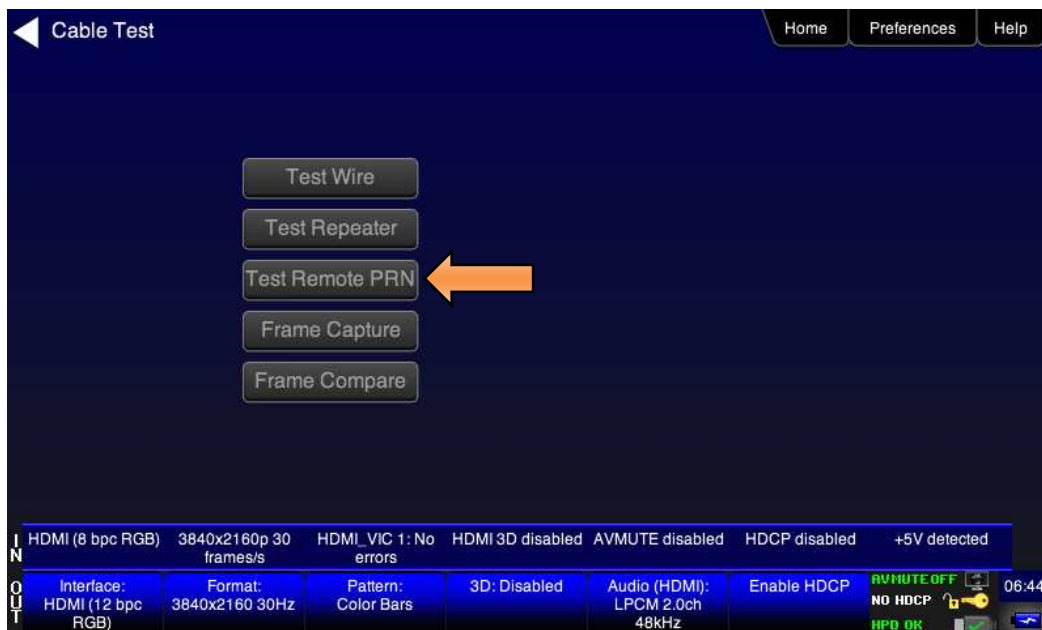 Cable Test
Home
Preferences
Help
Test Wire
Test Repeater
Test Remote PRN
Frame Capture
Frame Compare
IN
HDMI (8 bpc RGB)
3840x2160p 30
frames/s
HDMI_VIC 1: No
errors
HDMI 3D disabled
AVMUTE disabled
HDCP disabled
+5V detected
OUT
Interface:
HDMI (12 bpc
RGB)
Format:
3840x2160 30Hz
Pattern:
Color Bars
3D: Disabled
Audio (HDMI):
LPCM 2.0ch
48kHz
Enable HDCP
AVMUTE OFF
NO HDCP
HPD OK
06:44